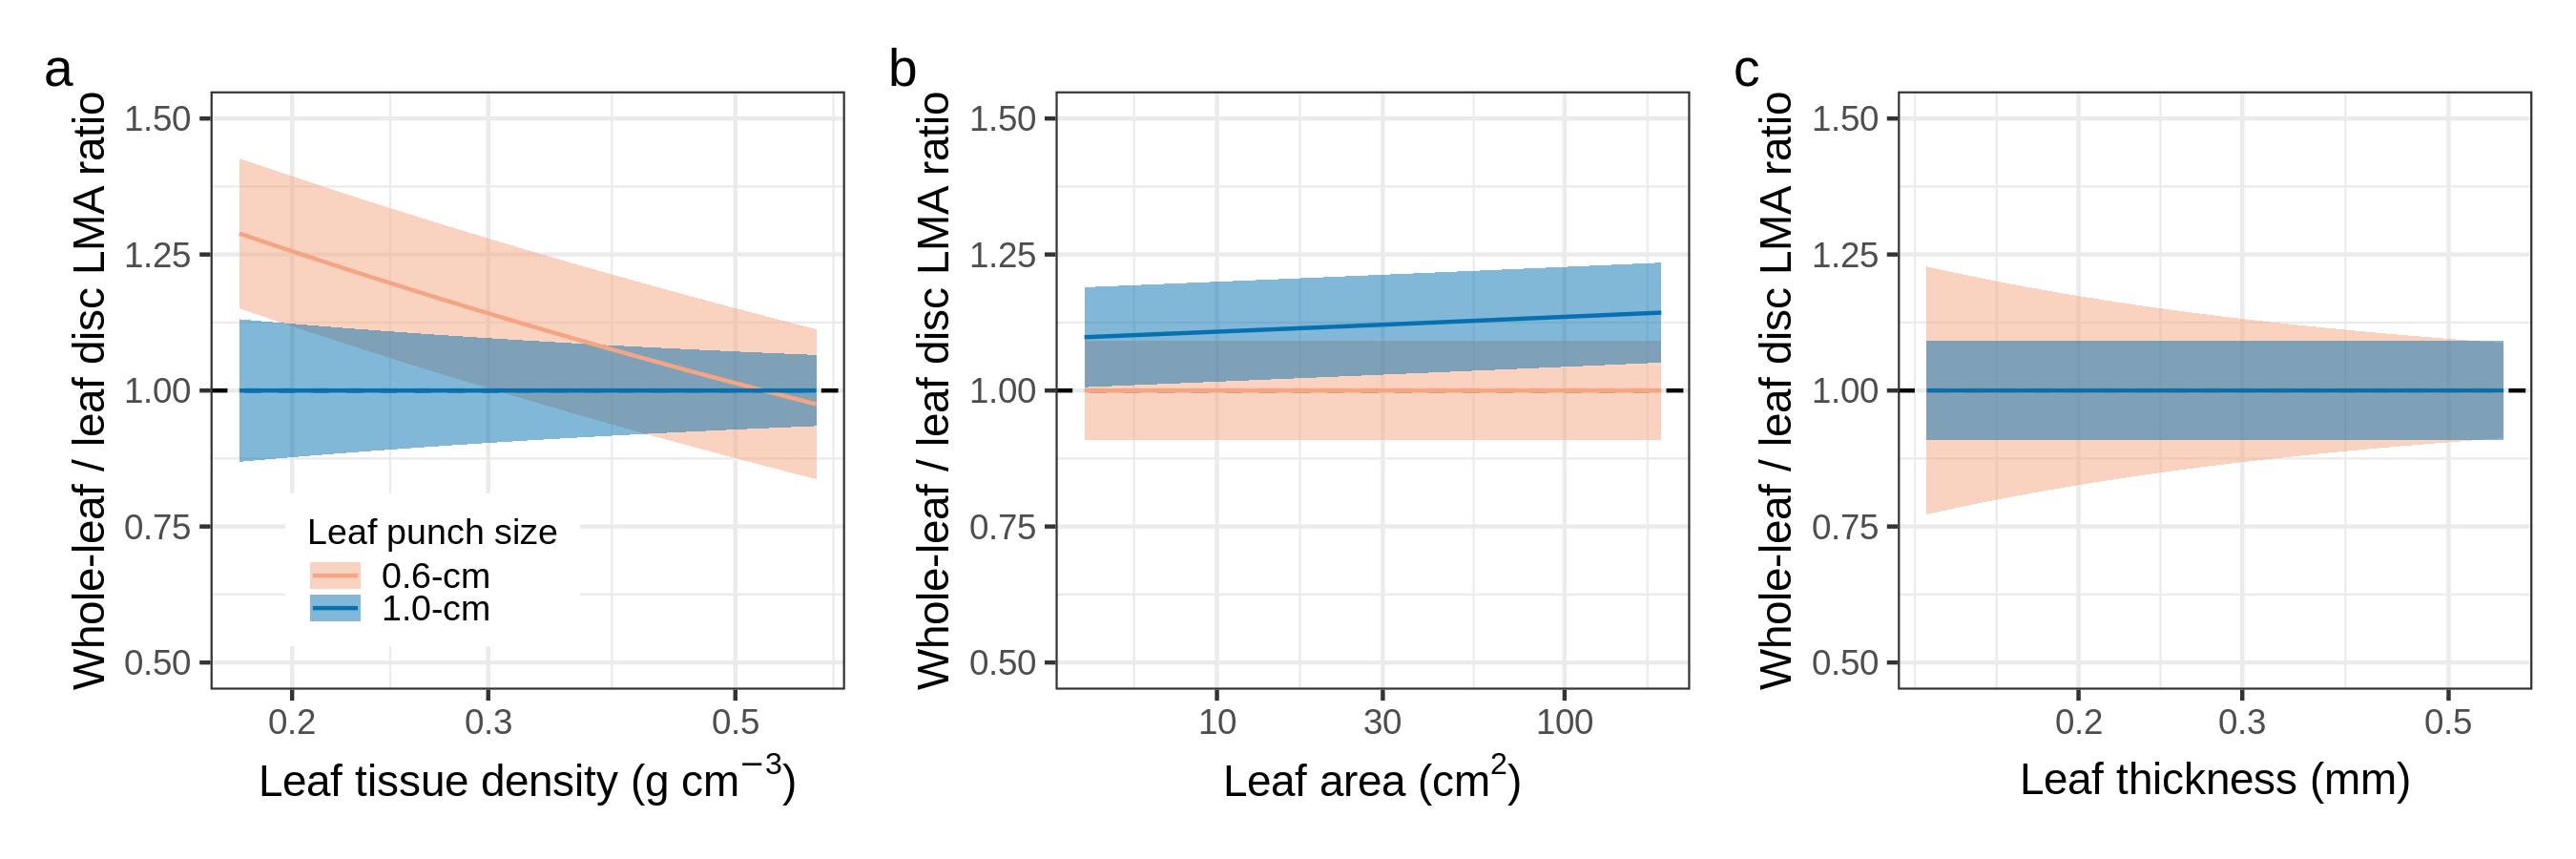 a
Whole-leaf / leaf disc LMA ratio
1.50
1.25
1.00
0.75
0.50
Leaf punch size
0.6-cm
1.0-cm
0.2 0.3 0.5
Leaf tissue density (g cm⁻³)
b
Whole-leaf / leaf disc LMA ratio
1.50
1.25
1.00
0.75
0.50
10 30 100
Leaf area (cm²)
c
Whole-leaf / leaf disc LMA ratio
1.50
1.25
1.00
0.75
0.50
0.2 0.3 0.5
Leaf thickness (mm)